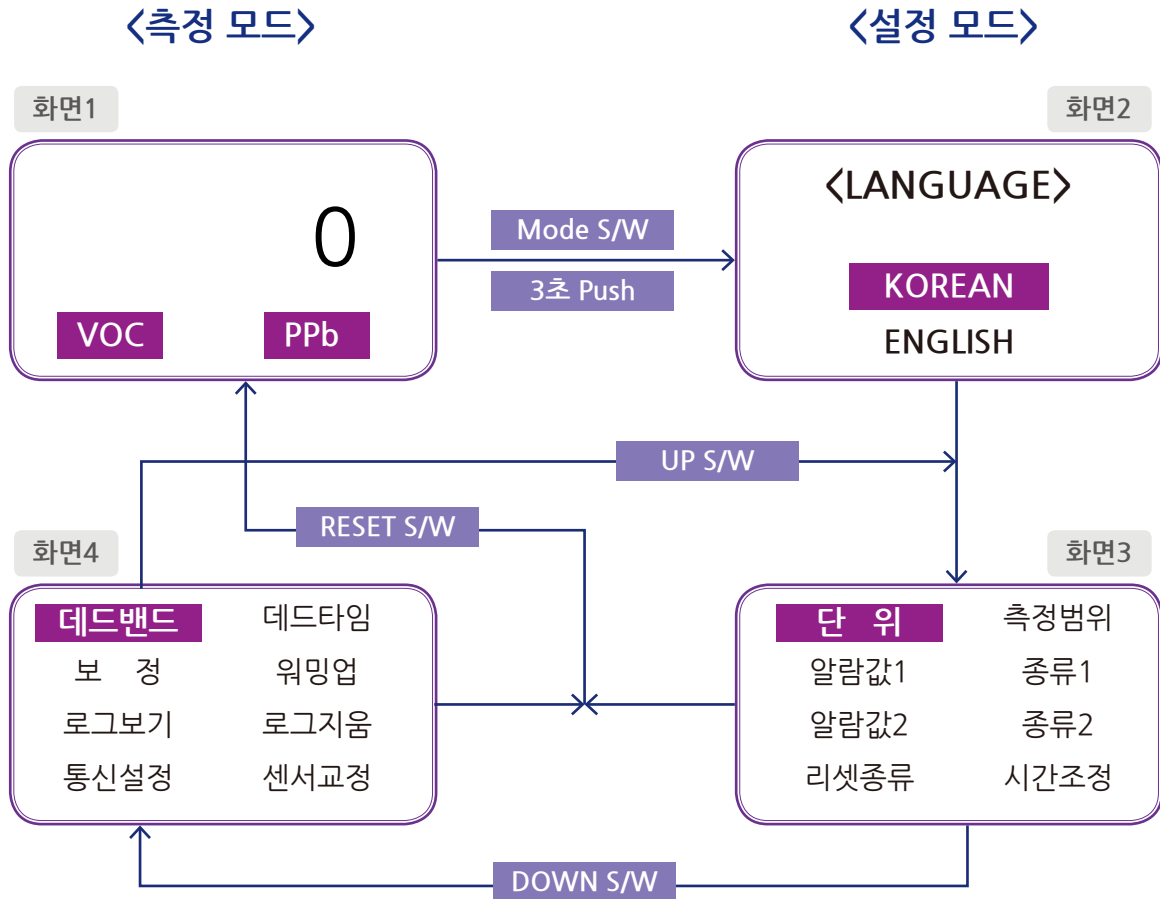 <측정 모드>
<설정 모드>
화면1
화면2
0
VOC PPb
Mode S/W
3초 Push
<LANGUAGE>
KOREAN
ENGLISH
UP S/W
RESET S/W
화면4
화면3
데드밴드 데드타임
보 정 워밍업
로그보기 로그지움
통신설정 센서교정
단 위 측정범위
알람값1 종류1
알람값2 종류2
리셋종류 시간조정
DOWN S/W